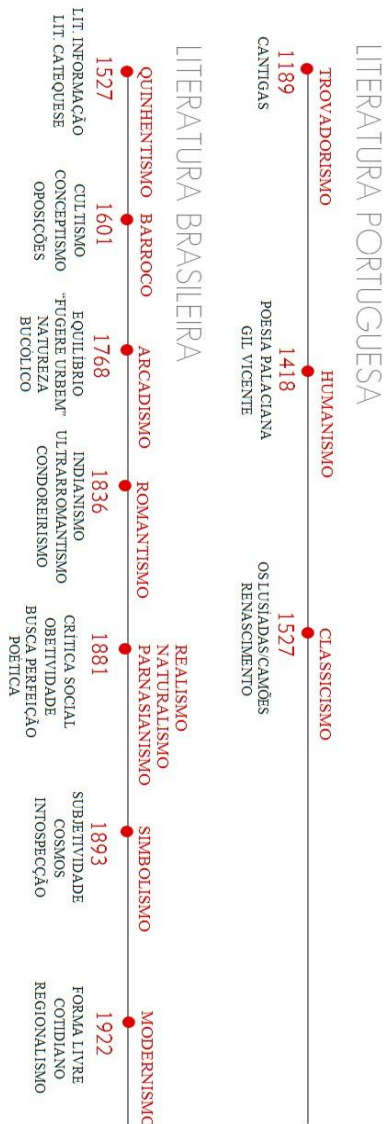 LITERATURA PORTUGUESA
TROVADORISMO
1189
CANTIGAS
HUMANISMO
1418
POESIA PALACIANA
GIL VICENTE
CLASSICISMO
1527
OS LUSÍADAS/CAMÕES
RENASCIMENTO
LITERATURA BRASILEIRA
QUINHENTISMO
1527
LIT. INFORMAÇÃO
LIT. CATEQUESE
BARROCO
1601
CULTISMO
CONCEPTISMO
OPOSIÇÕES
ARCADISMO
1768
EQUILÍBRIO
"FUGERE URBEM"
NATUREZA
BUCÓLICO
ROMANTISMO
1836
INDIANISMO
ULTRARROMANTISMO
CONDOREIRISMO
REALISMO
NATURALISMO
PARNASIANISMO
1881
CRÍTICA SOCIAL
OBETIVIDADE
BUSCA PERFEIÇÃO
POÉTICA
SIMBOLISMO
1893
SUBJETIVIDADE
COSMOS
INTOSPECÇÃO
MODERNISMO
1922
FORMA LIVRE
COTIDIANO
REGIONALISMO